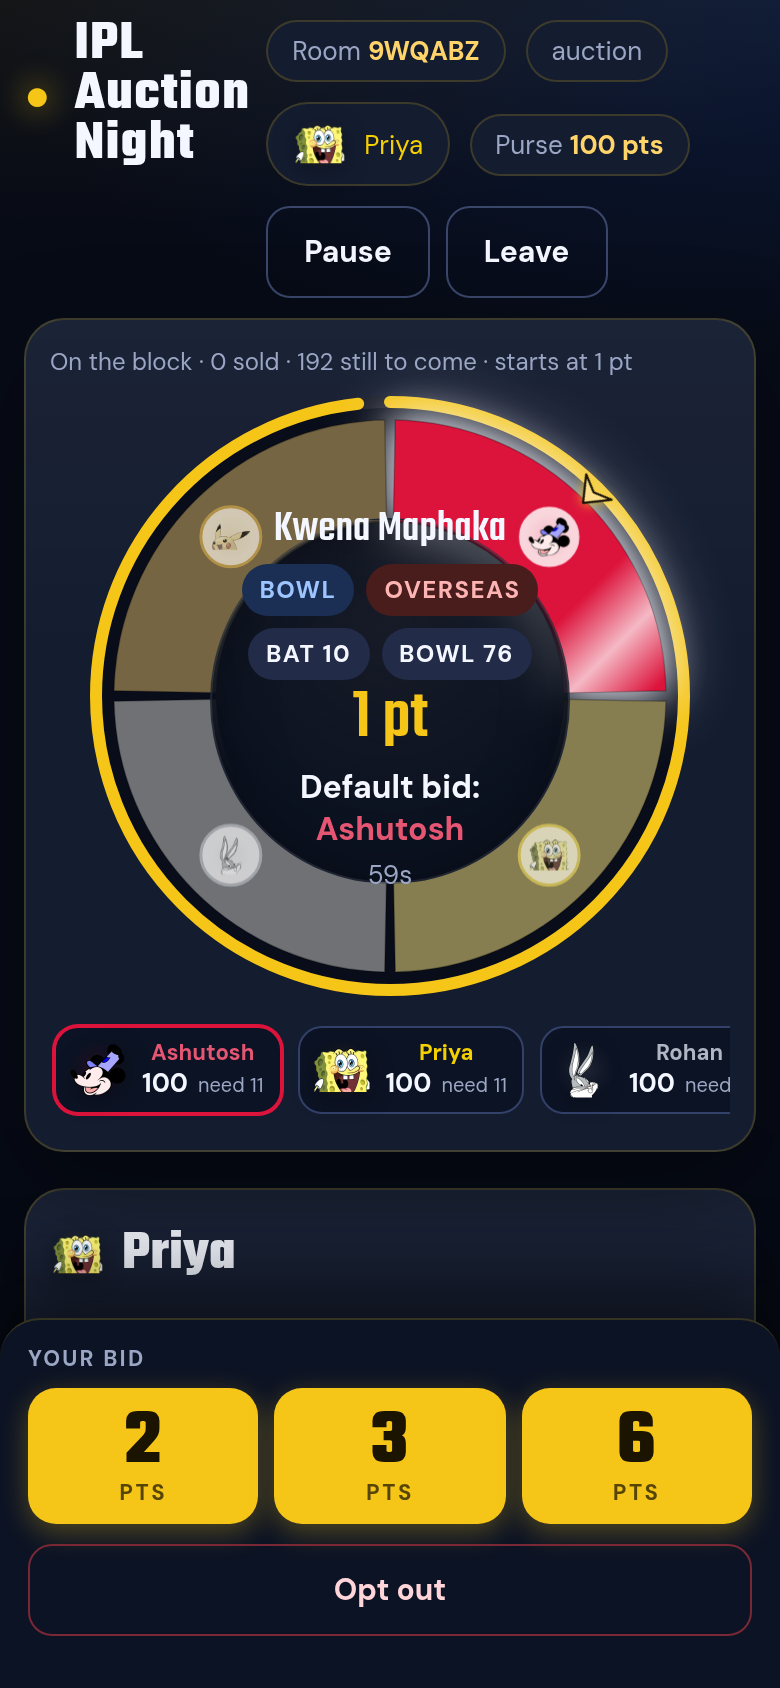 IPL
Auction
Night
Room 9WQABZ
auction
Priya
Purse 100 pts
Pause
Leave
On the block · 0 sold · 192 still to come · starts at 1 pt
Kwena Maphaka
BOWL
OVERSEAS
BAT 10
BOWL 76
1 pt
Default bid:
Ashutosh
59s
Ashutosh
100 need 11
Priya
100 need 11
Rohan
100 need
Priya
YOUR BID
2
PTS
3
PTS
6
PTS
Opt out